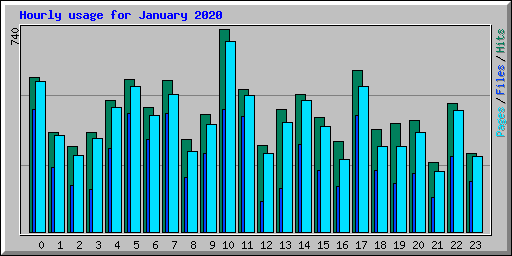 Hourly usage for January 2020
740
Pages/Files/Hits
0 1 2 3 4 5 6 7 8 9 10 11 12 13 14 15 16 17 18 19 20 21 22 23